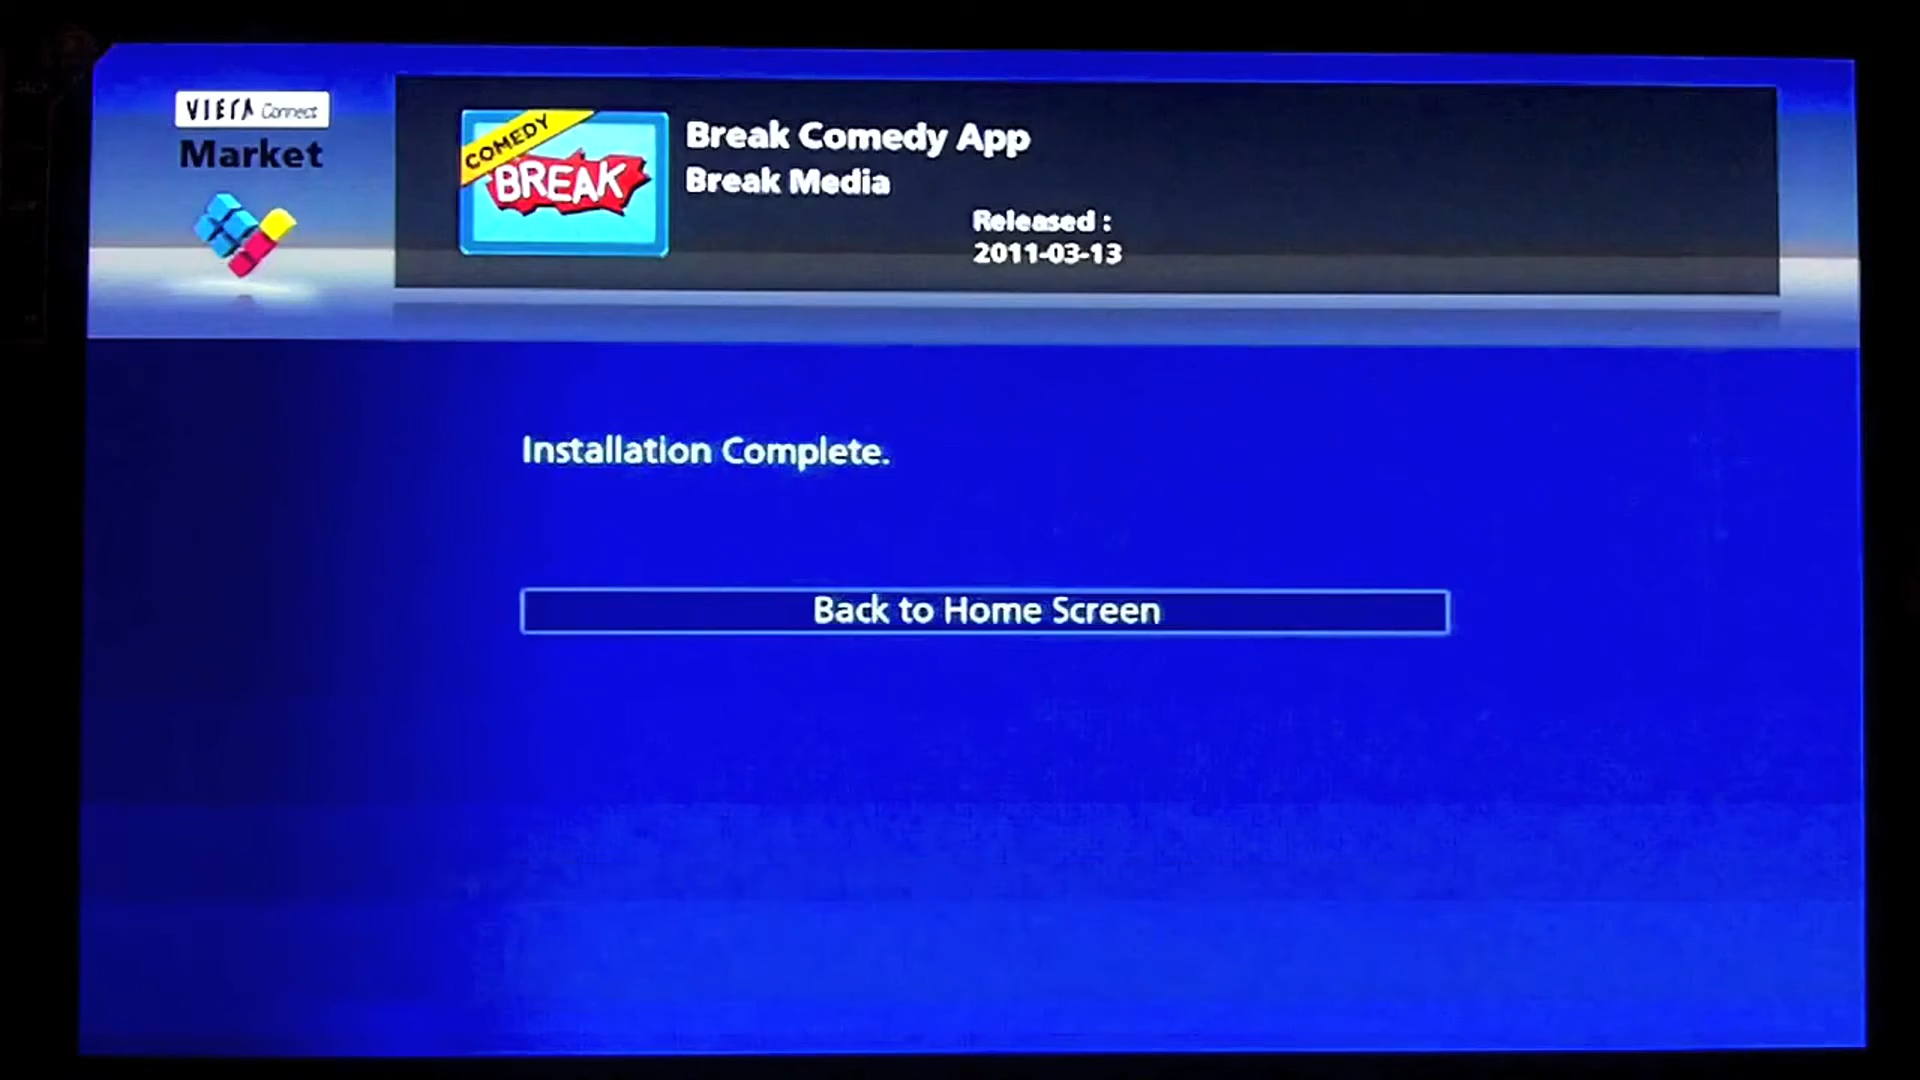 VIERA Connect
Market
COMEDY
BREAK
Break Comedy App
Break Media
Released :
2011-03-13
Installation Complete.
Back to Home Screen